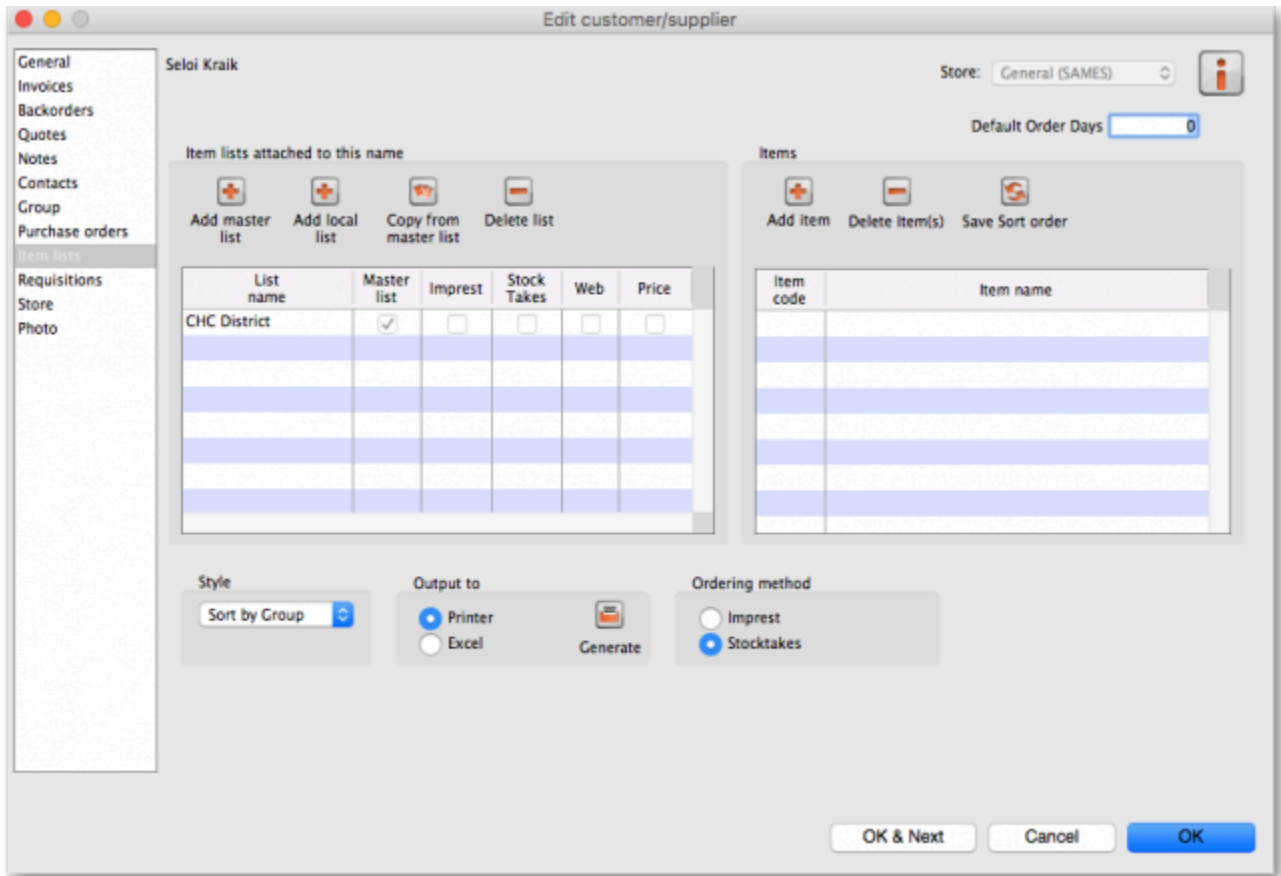 Edit customer/supplier
General
Invoices
Backorders
Quotes
Notes
Contacts
Group
Purchase orders
Item lists
Requisitions
Store
Photo
Seloi Kraik
Store: General (SAMES)
Default Order Days 0
Item lists attached to this name
Add master
list
Add local
list
Copy from
master list
Delete list
List
name
Master
list
Imprest
Stock
Takes
Web
Price
CHC District
Items
Add item
Delete Item(s)
Save Sort order
Item
code
Item name
Style
Sort by Group
Output to
Printer
Excel
Generate
Ordering method
Imprest
Stocktakes
OK & Next
Cancel
OK